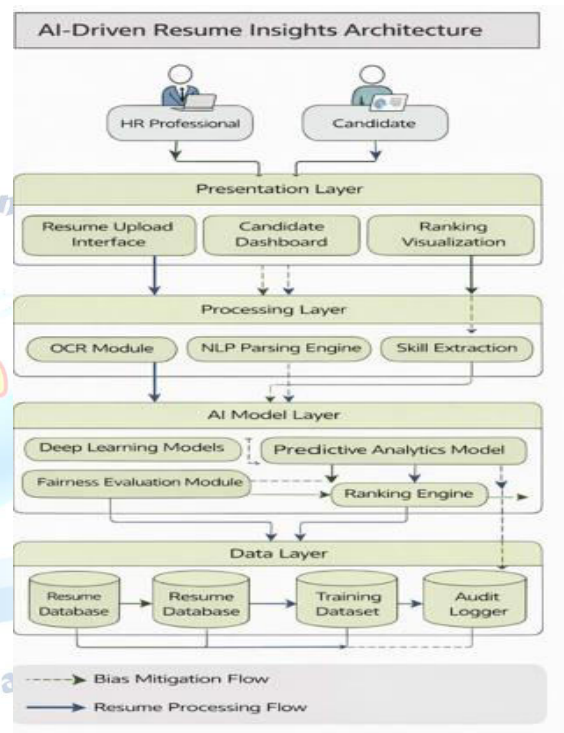 AI-Driven Resume Insights Architecture
HR Professional
Candidate
Presentation Layer
Resume Upload
Interface
Candidate
Dashboard
Ranking
Visualization
Processing Layer
OCR Module
NLP Parsing Engine
Skill Extraction
AI Model Layer
Deep Learning Models
Predictive Analytics Model
Fairness Evaluation Module
Ranking Engine
Data Layer
Resume
Database
Resume
Database
Training
Dataset
Audit
Logger
Bias Mitigation Flow
Resume Processing Flow